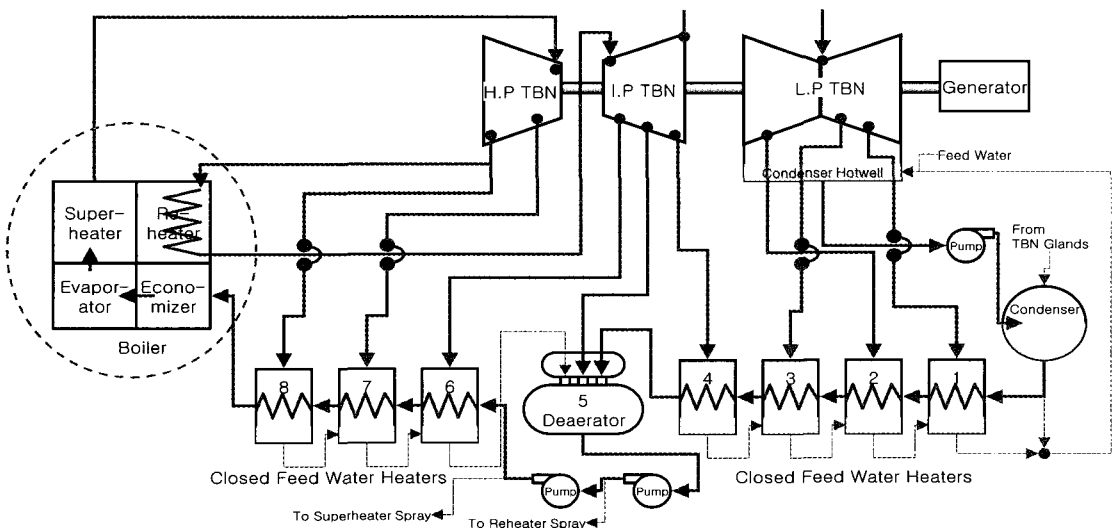 H.P TBN
I.P TBN
L.P TBN
Generator
Feed Water
Condenser Hotwell
Super-
heater
Re-
heater
Evapor-
ator
Econo-
mizer
Boiler
Pump
From
TBN Glands
Condenser
8
7
6
5
Deaerator
4
3
2
1
Closed Feed Water Heaters
Closed Feed Water Heaters
Pump
Pump
To Superheater Spray
To Reheater Spray